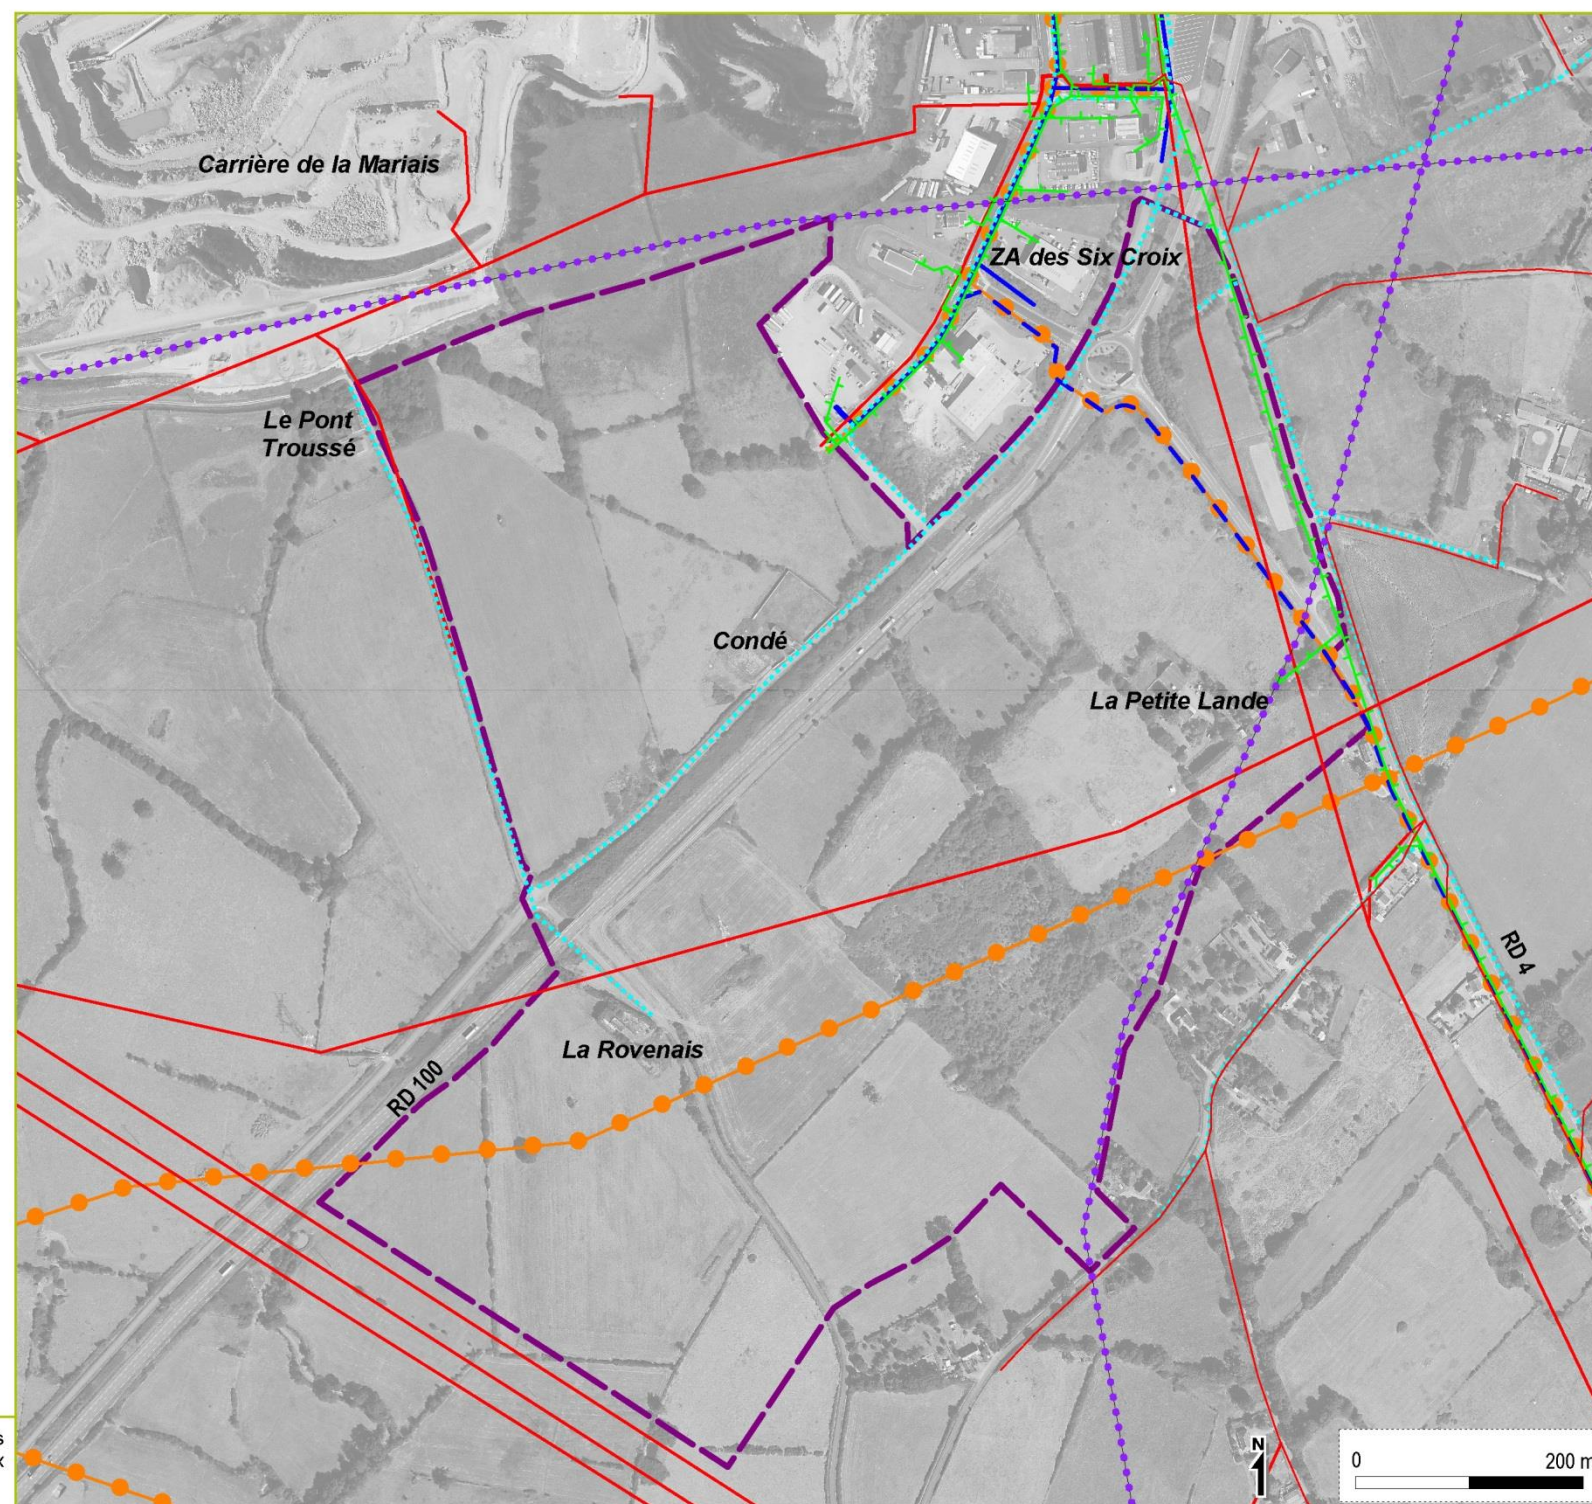 Carrière de la Mariais
ZA des Six Croix
Le Pont
Troussé
Condé
La Petite Lande
RD 4
La Rovenais
RD 100
s
x
N
0 200 m